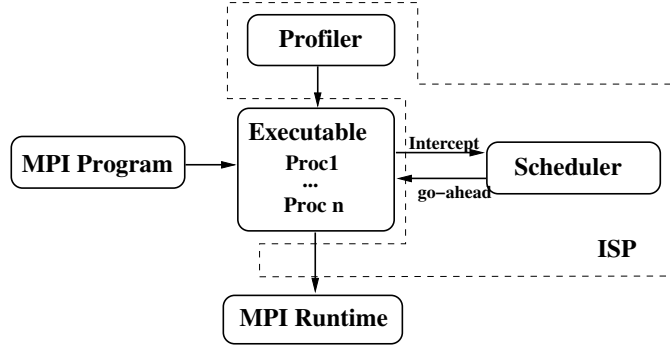 Profiler
Executable
Proc1
...
Proc n
MPI Program
Intercept
go-ahead
Scheduler
ISP
MPI Runtime